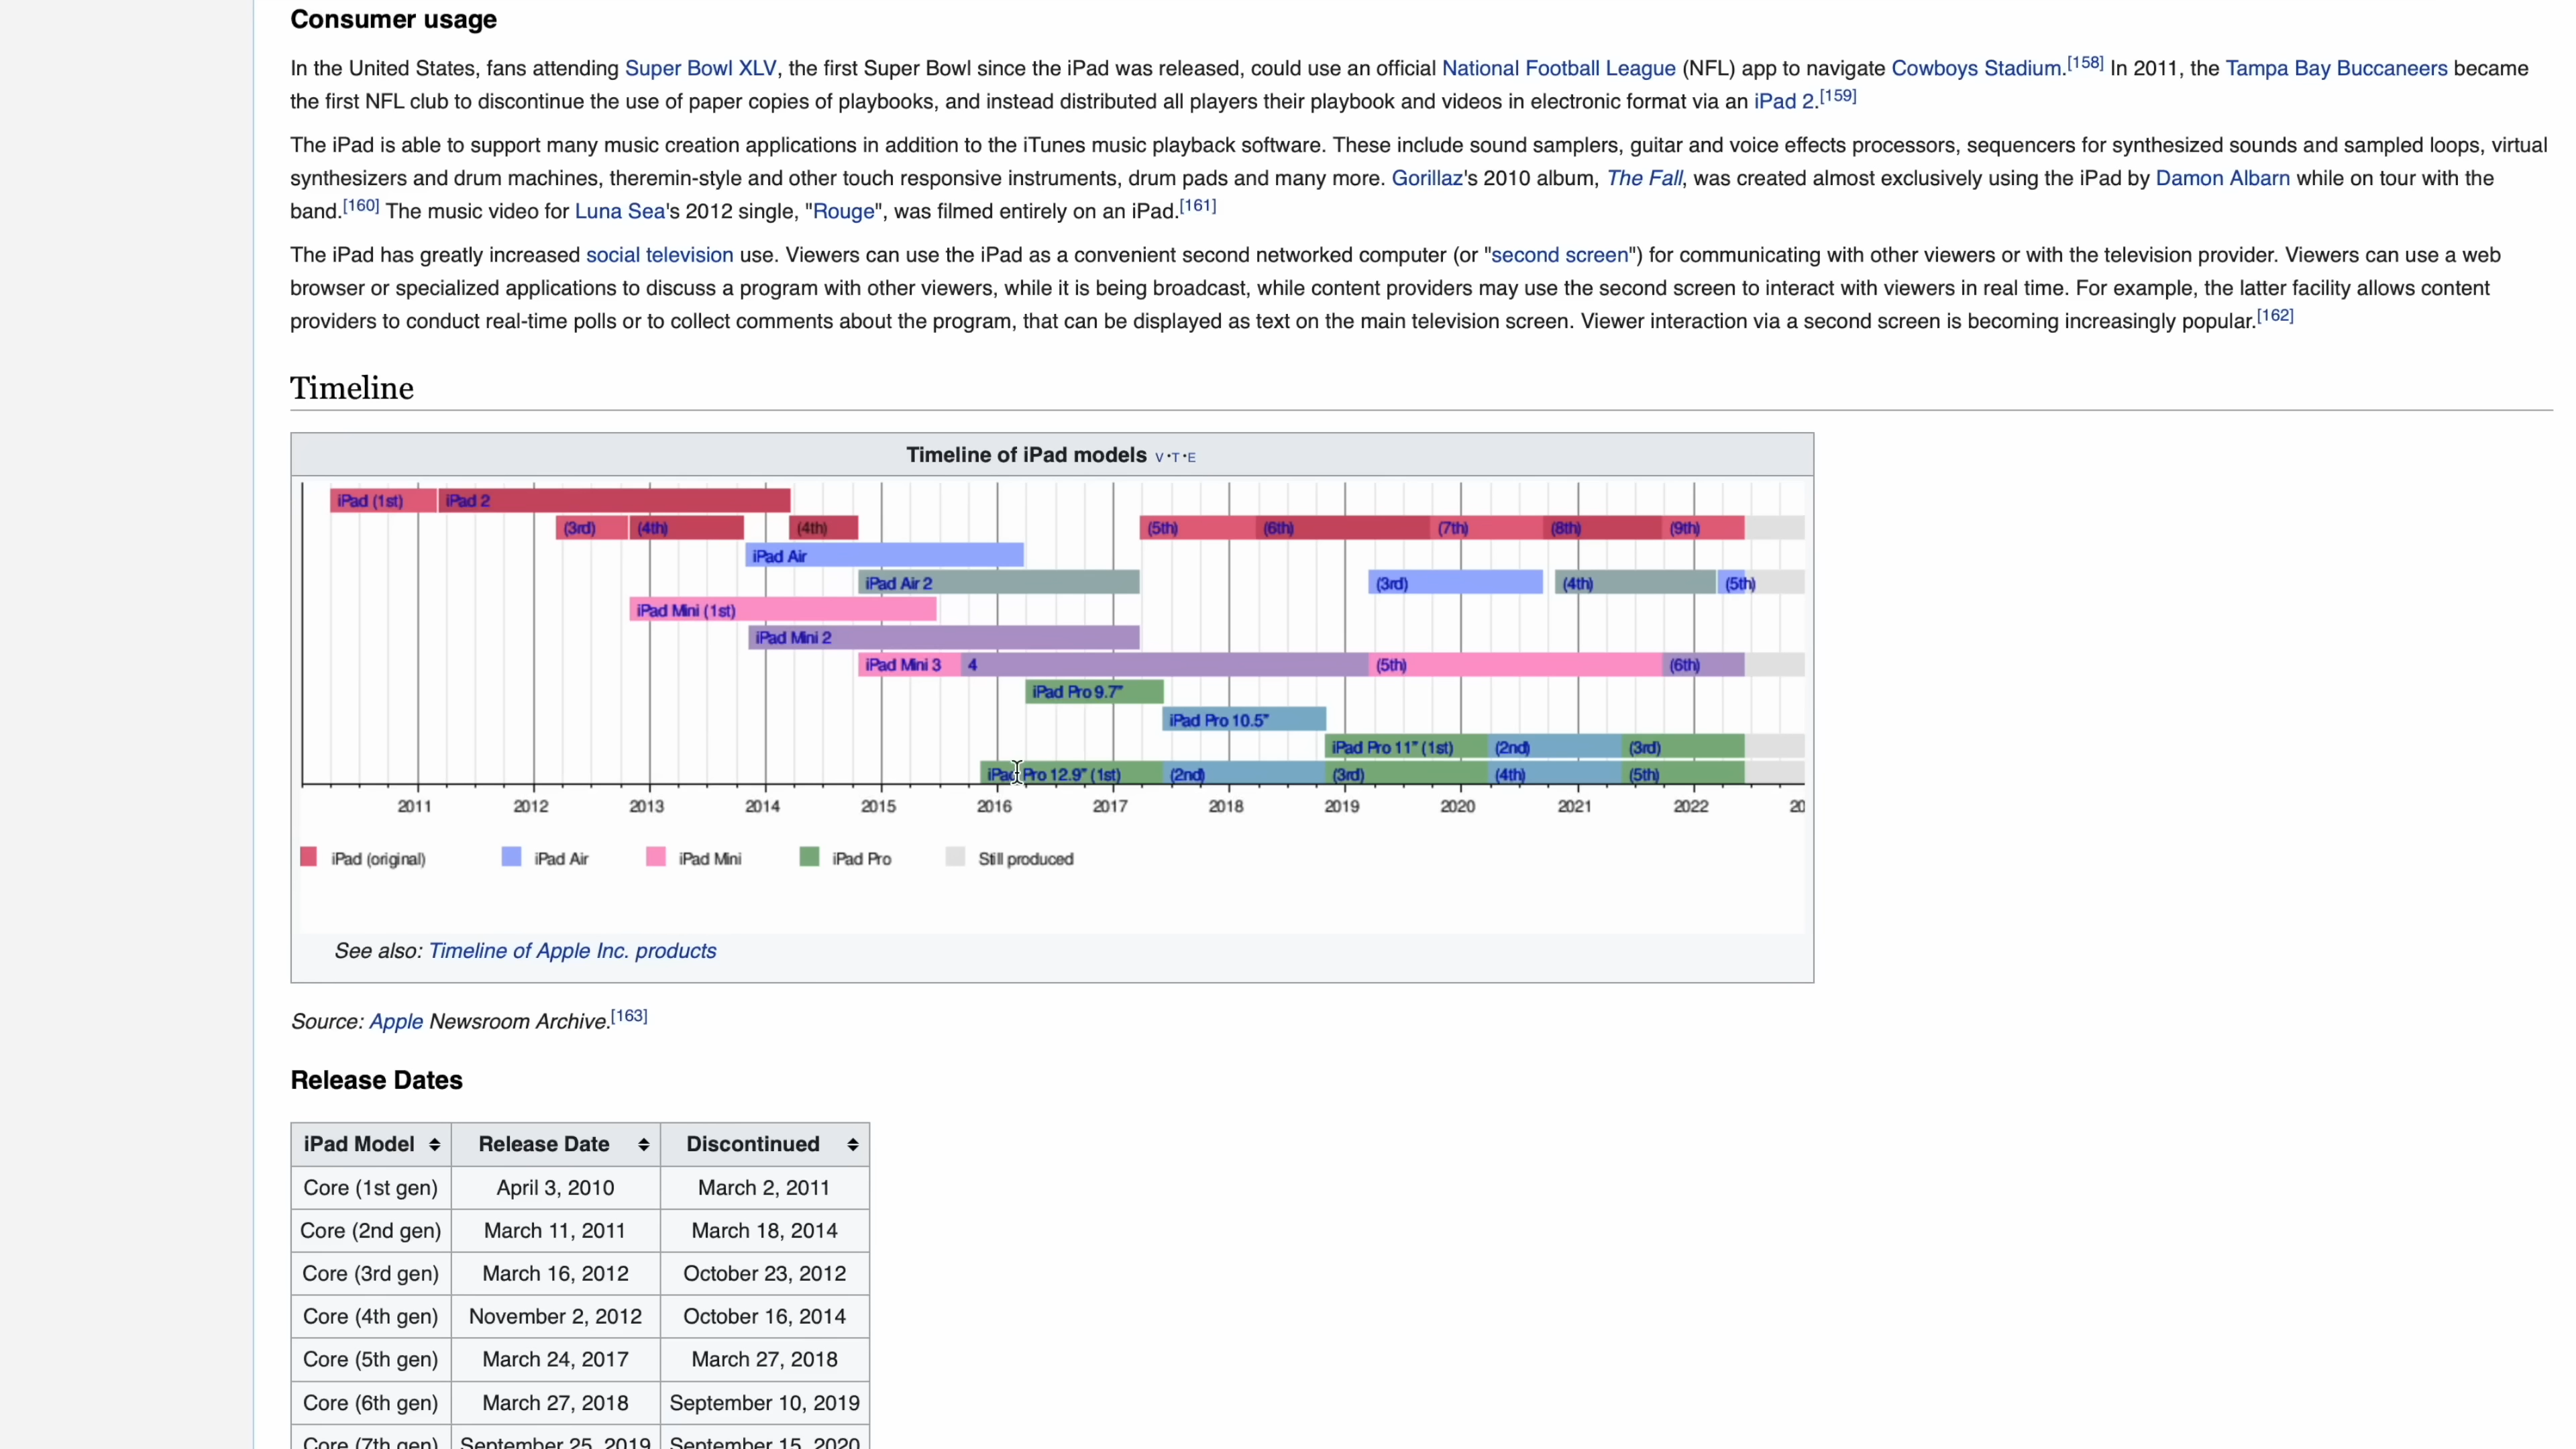 Consumer usage
In the United States, fans attending Super Bowl XLV, the first Super Bowl since the iPad was released, could use an official National Football League (NFL) app to navigate Cowboys Stadium.[158] In 2011, the Tampa Bay Buccaneers became
the first NFL club to discontinue the use of paper copies of playbooks, and instead distributed all players their playbook and videos in electronic format via an iPad 2.[159]
The iPad is able to support many music creation applications in addition to the iTunes music playback software. These include sound samplers, guitar and voice effects processors, sequencers for synthesized sounds and sampled loops, virtual
synthesizers and drum machines, theremin-style and other touch responsive instruments, drum pads and many more. Gorillaz's 2010 album, The Fall, was created almost exclusively using the iPad by Damon Albarn while on tour with the
band.[160] The music video for Luna Sea's 2012 single, "Rouge", was filmed entirely on an iPad.[161]
The iPad has greatly increased social television use. Viewers can use the iPad as a convenient second networked computer (or "second screen") for communicating with other viewers or with the television provider. Viewers can use a web
browser or specialized applications to discuss a program with other viewers, while it is being broadcast, while content providers may use the second screen to interact with viewers in real time. For example, the latter facility allows content
providers to conduct real-time polls or to collect comments about the program, that can be displayed as text on the main television screen. Viewer interaction via a second screen is becoming increasingly popular.[162]
Timeline
Timeline of iPad models V·T·E
iPad (1st) iPad 2
(3rd) (4th) (4th) (5th) (6th) (7th) (8th) (9th)
iPad Air
iPad Air 2 (3rd) (4th) (5th)
iPad Mini (1st)
iPad Mini 2
iPad Mini 3 4 (5th) (6th)
iPad Pro 9.7”
iPad Pro 10.5”
iPad Pro 11” (1st) (2nd) (3rd)
iPad Pro 12.9” (1st) (2nd) (3rd) (4th) (5th)
2011 2012 2013 2014 2015 2016 2017 2018 2019 2020 2021 2022 20
iPad (original) iPad Air iPad Mini iPad Pro Still produced
See also: Timeline of Apple Inc. products
Source: Apple Newsroom Archive.[163]
Release Dates
iPad Model Release Date Discontinued
Core (1st gen) April 3, 2010 March 2, 2011
Core (2nd gen) March 11, 2011 March 18, 2014
Core (3rd gen) March 16, 2012 October 23, 2012
Core (4th gen) November 2, 2012 October 16, 2014
Core (5th gen) March 24, 2017 March 27, 2018
Core (6th gen) March 27, 2018 September 10, 2019
Core (7th gen) September 25, 2019 September 15, 2020